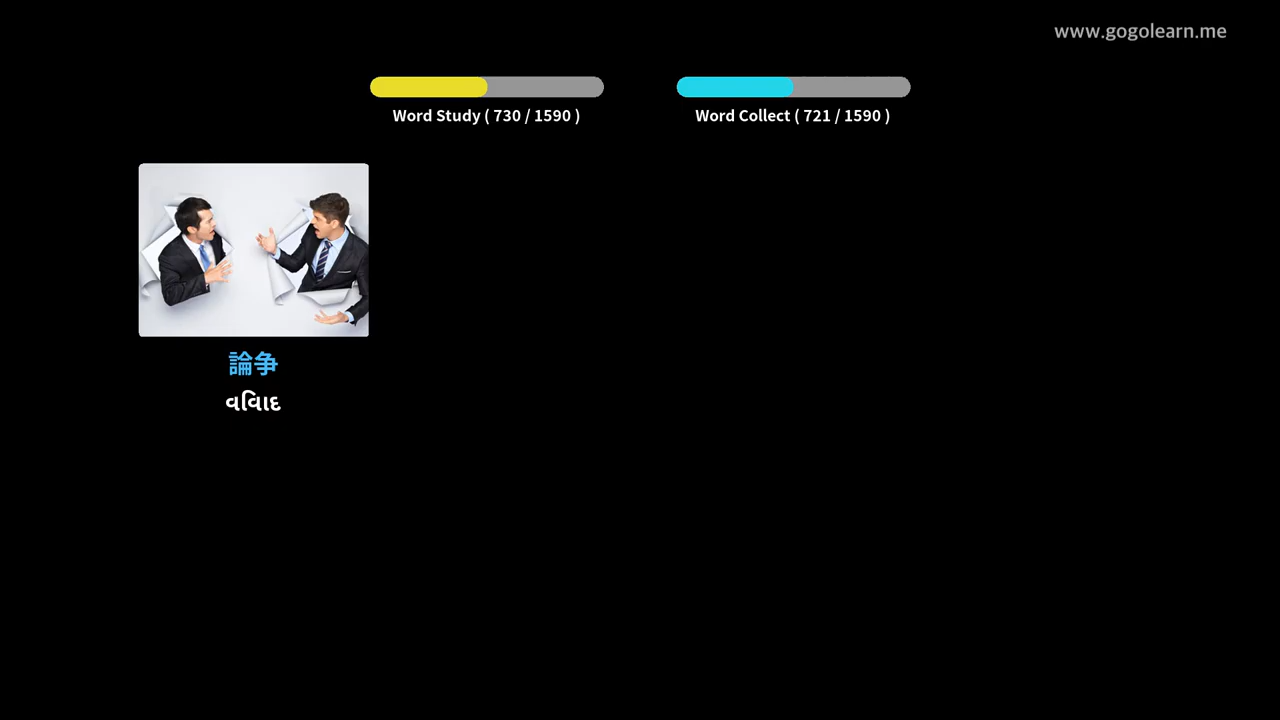 www.gogolearn.me
Word Study ( 730 / 1590 )
Word Collect ( 721 / 1590 )
論争
વિવાદ